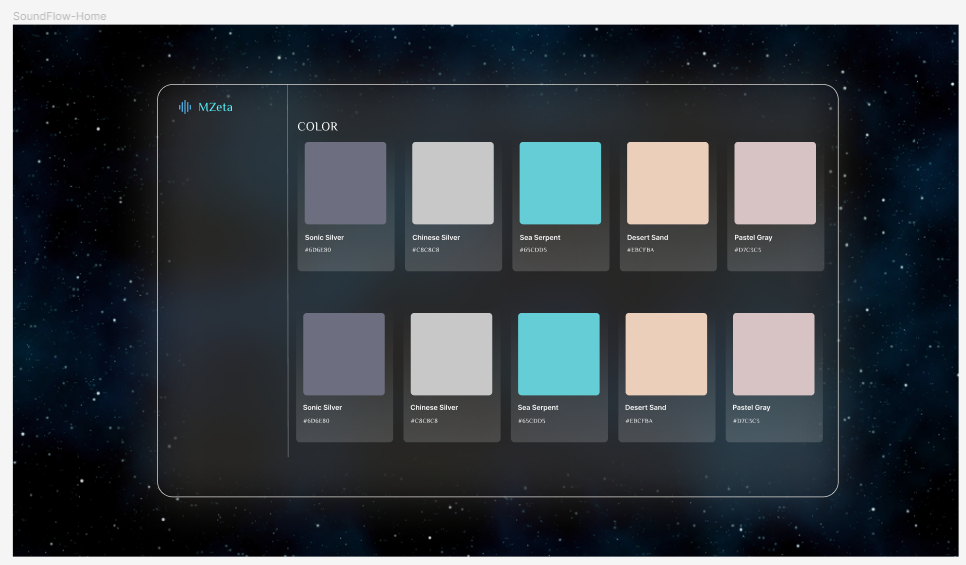 SoundFlow-Home
MZeta
COLOR
Sonic Silver
Chinese Silver
Sea Serpent
Desert Sand
Pastel Gray
#6D6E80
#C8C8C8
#65CDD5
#EBCFBA
#D7C5C5
Sonic Silver
Chinese Silver
Sea Serpent
Desert Sand
Pastel Gray
#6D6E80
#C8C8C8
#65CDD5
#EBCFBA
#D7C5C5